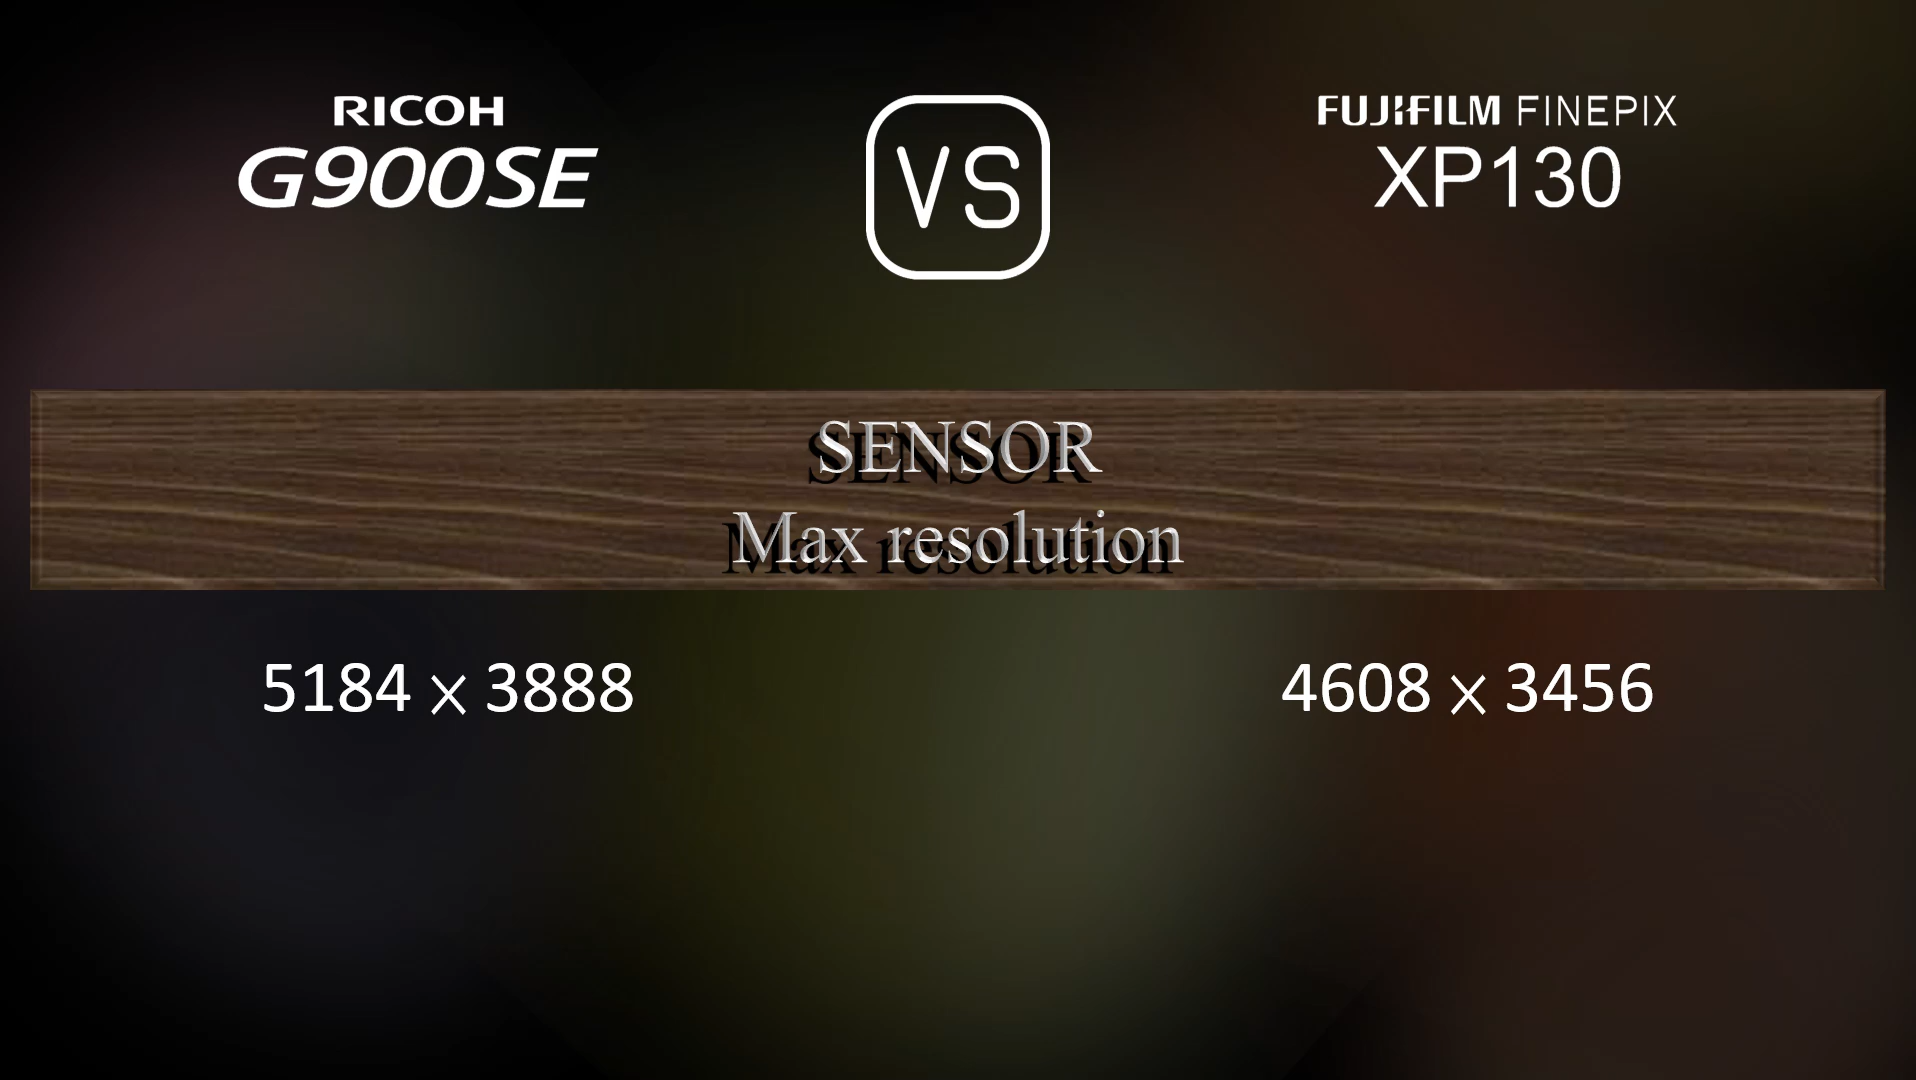 RICOH
G900SE
VS
FUJIFILM FINEPIX
XP130
SENSOR
Max resolution
5184 x 3888
4608 x 3456